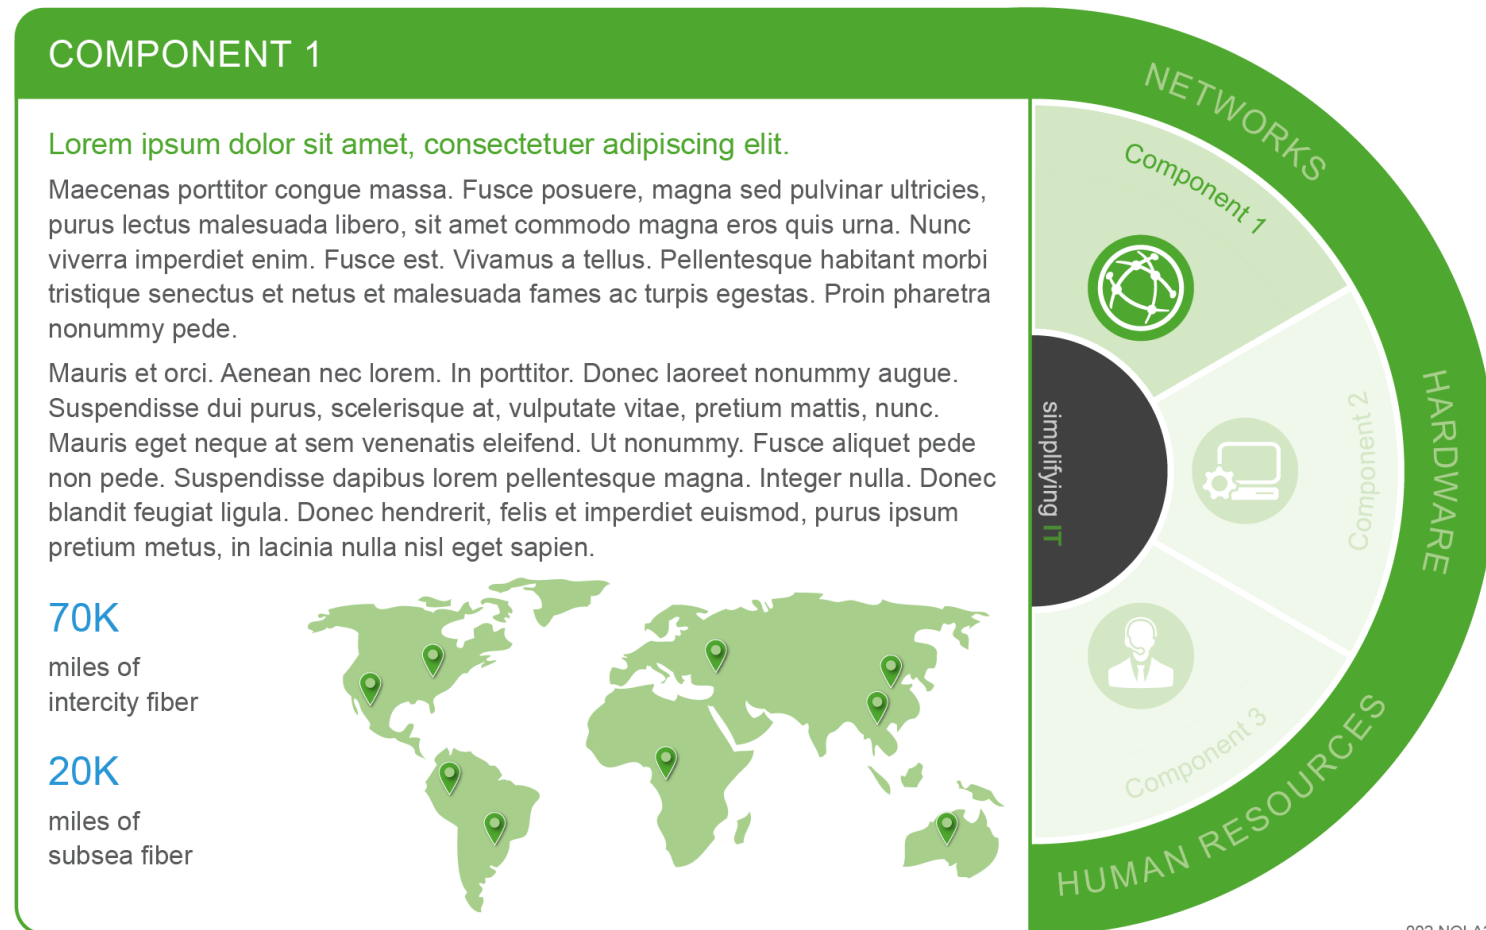 COMPONENT 1
Lorem ipsum dolor sit amet, consectetuer adipiscing elit.
Maecenas porttitor congue massa. Fusce posuere, magna sed pulvinar ultricies,
purus lectus malesuada libero, sit amet commodo magna eros quis urna. Nunc
viverra imperdiet enim. Fusce est. Vivamus a tellus. Pellentesque habitant morbi
tristique senectus et netus et malesuada fames ac turpis egestas. Proin pharetra
nonummy pede.
Mauris et orci. Aenean nec lorem. In porttitor. Donec laoreet nonummy augue.
Suspendisse dui purus, scelerisque at, vulputate vitae, pretium mattis, nunc.
Mauris eget neque at sem venenatis eleifend. Ut nonummy. Fusce aliquet pede
non pede. Suspendisse dapibus lorem pellentesque magna. Integer nulla. Donec
blandit feugiat ligula. Donec hendrerit, felis et imperdiet euismod, purus ipsum
pretium metus, in lacinia nulla nisl eget sapien.
70K
miles of
intercity fiber
20K
miles of
subsea fiber
NETWORKS
Component 1
HARDWARE
Component 2
simplifying IT
Component 3
HUMAN RESOURCES